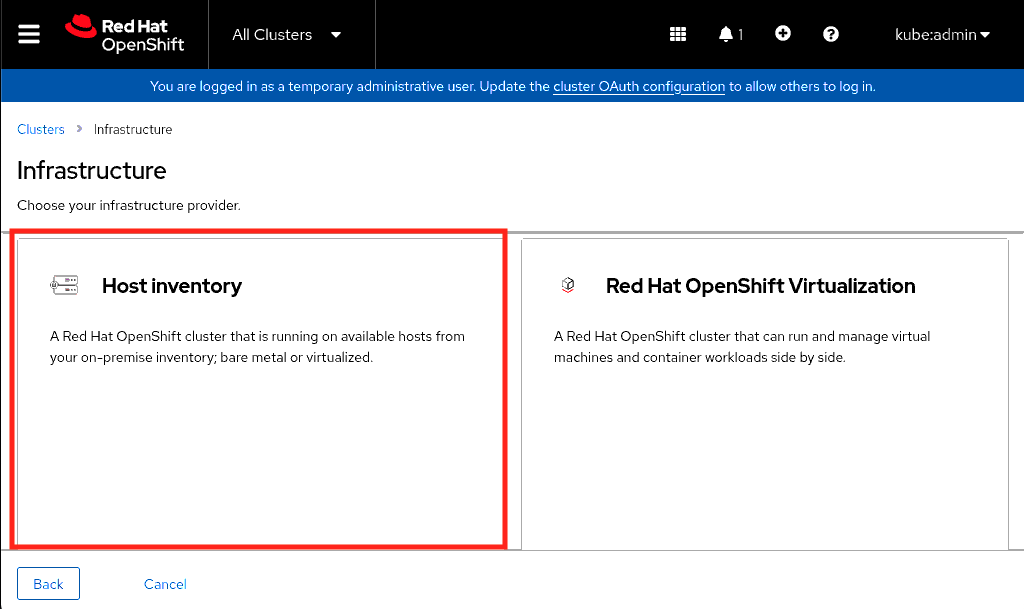 Red Hat
OpenShift
All Clusters
1
kube:admin
You are logged in as a temporary administrative user. Update the cluster OAuth configuration to allow others to log in.
Clusters > Infrastructure
Infrastructure
Choose your infrastructure provider.
Host inventory
A Red Hat OpenShift cluster that is running on available hosts from
your on-premise inventory; bare metal or virtualized.
Red Hat OpenShift Virtualization
A Red Hat OpenShift cluster that can run and manage virtual
machines and container workloads side by side.
Back
Cancel